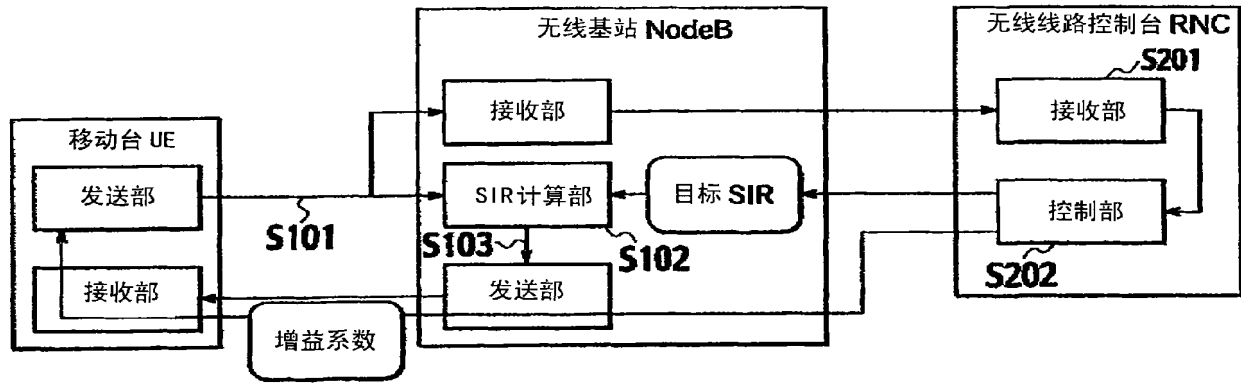 无线基站 NodeB
无线线路控制台 RNC
S201
接收部
接收部
移动台 UE
发送部
SIR计算部
目标 SIR
控制部
S101
S103
S102
S202
接收部
发送部
增益系数